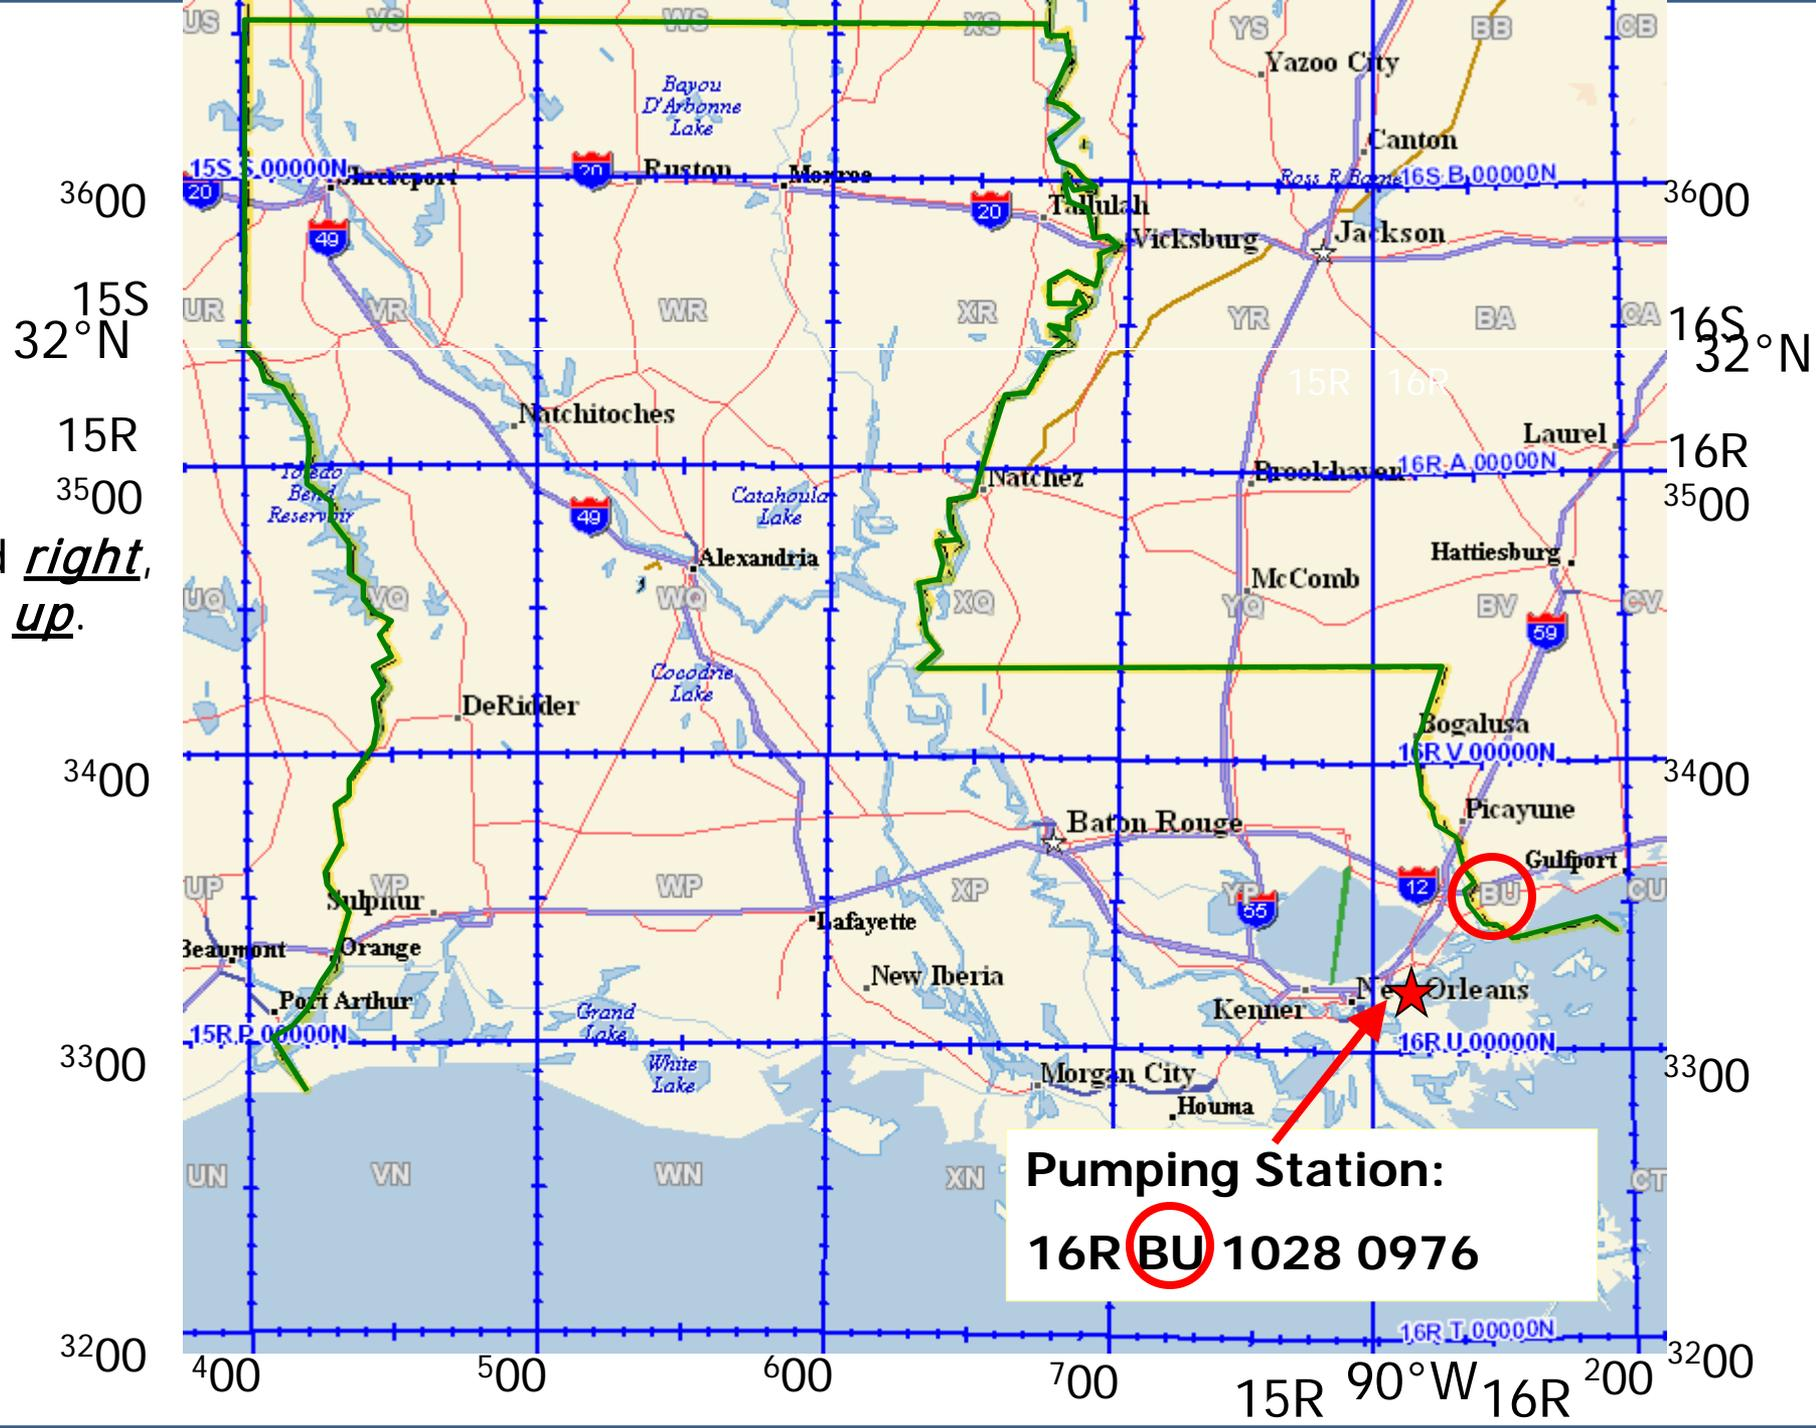 US VS WS XS YS BB CB
Yazoo City
Bayou
D'Arbonne
Lake
Canton
15S S 00000N
Shreveport
20
Ruston
Monroe
Ross R Barne
16S B 00000N
20
3600
20
Tallulah
3600
49
Vicksburg
Jackson
15S
UR VR WR XR YR BA CA
16S
32°N
32°N
15R 16R
Natchitoches
15R
Laurel
16R
Toledo
Bend
Reservoir
Natchez
Brookhaven
16R A 00000N
3500
Catahoula
Lake
3500
49
right,
Alexandria
Hattiesburg
up.
McComb
UQ VQ WQ XQ YQ BV CV
59
Cocodrie
Lake
DeRidder
Bogalusa
16R V 00000N
3400
3400
Picayune
Baton Rouge
Gulfport
UP VP WP XP YP 12 BU CU
Sulphur
55
Lafayette
Beaumont
Orange
New Iberia
New Orleans
Port Arthur
Kenner
Grand
Lake
15R P 00000N
16R U 00000N
3300
White
Lake
Morgan City
3300
Houma
UN VN WN XN CT
Pumping Station:
16R BU 1028 0976
16R T 00000N
3200
3200
400 500 600 700 15R 90°W 16R 200